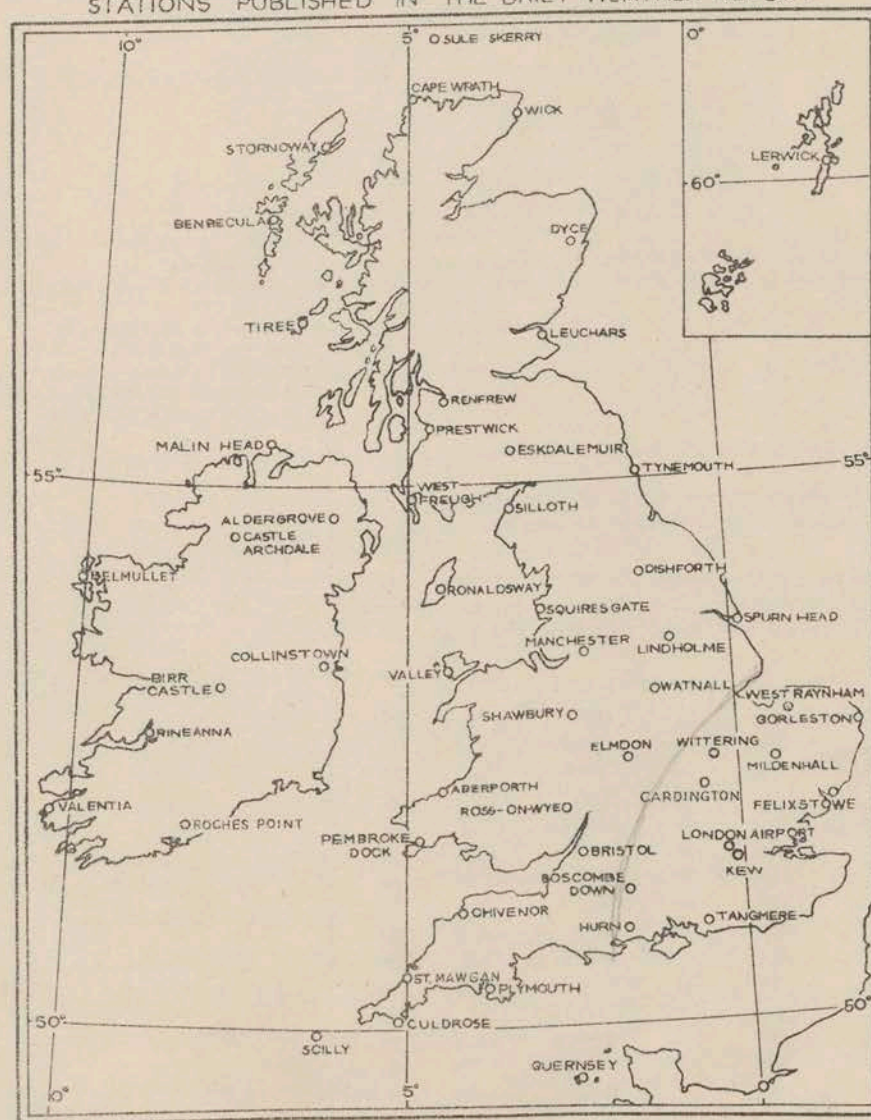 STATIONS PUBLISHED IN THE DAILY WEATHER
10°
5°
SULE SKERRY
0°
CAPE WRATH
WICK
STORNOWAY
LERWICK
60°
BENBECULA
DYCE
TIREE
LEUCHARS
RENFREW
PRESTWICK
MALIN HEAD
ESKDALEMUIR
55°
TYNEMOUTH
55°
WEST
FREUGH
SILLOTH
ALDERGROVE
CASTLE
ARCHDALE
BELMULLET
DISHFORTH
RONALDSWAY
SQUIRES GATE
SPURN HEAD
MANCHESTER
LINDHOLME
COLLINSTOWN
VALLEY
BIRR
CASTLE
WATNALL
WEST RAYNHAM
GORLESTON
SHAWBURY
RINEANNA
ELMDON
WITTERING
MILDENHALL
ABERPORTH
CARDINGTON
FELIXSTOWE
VALENTIA
ROSS-ON-WYE
ROCHES POINT
PEMBROKE
DOCK
BRISTOL
LONDON AIRPORT
KEW
BOSCOMBE
DOWN
CHIVENOR
HURN
TANGMERE
ST. MAWGAN
PLYMOUTH
50°
CULDROSE
50°
SCILLY
GUERNSEY
10°
5°